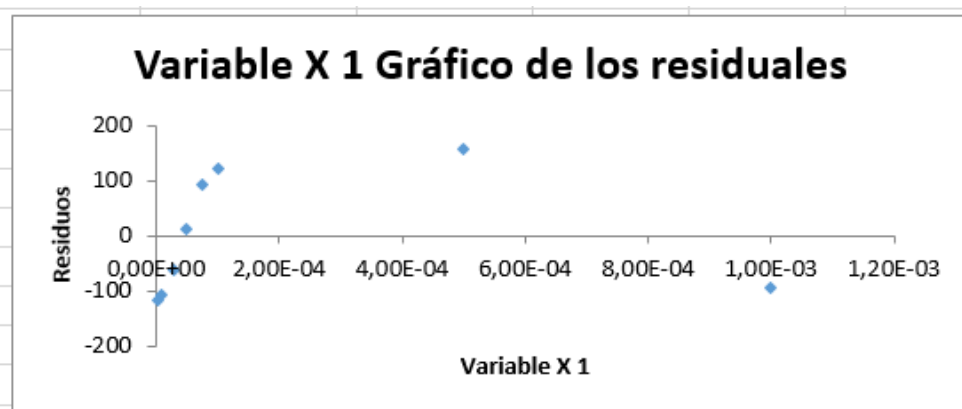 Variable X 1 Gráfico de los residuales
200
100
0
-100
-200
Residuos
0,00E+00 2,00E-04 4,00E-04 6,00E-04 8,00E-04 1,00E-03 1,20E-03
Variable X 1